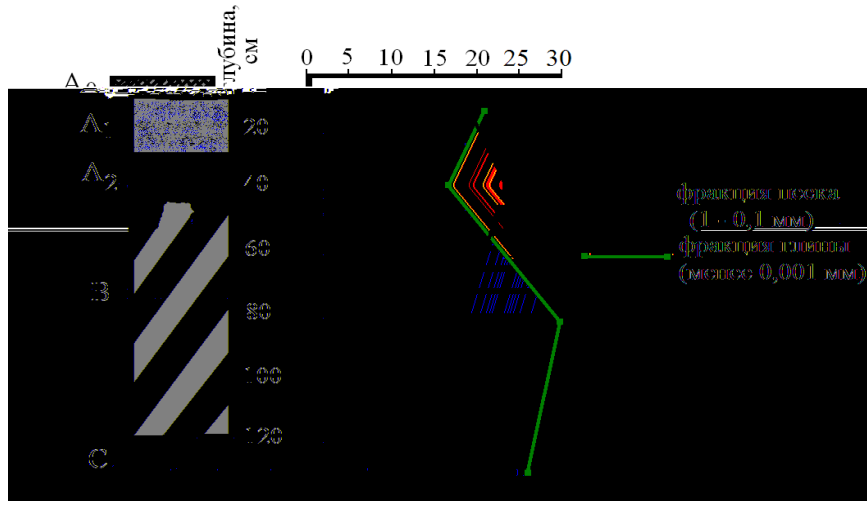 глубина,
см
0 5 10 15 20 25 30
A₀
A₁ 20
A₂ 40
фракция песка
(1 - 0,1 мм)
60
фракция глины
B
(менее 0,001 мм)
80
100
120
C